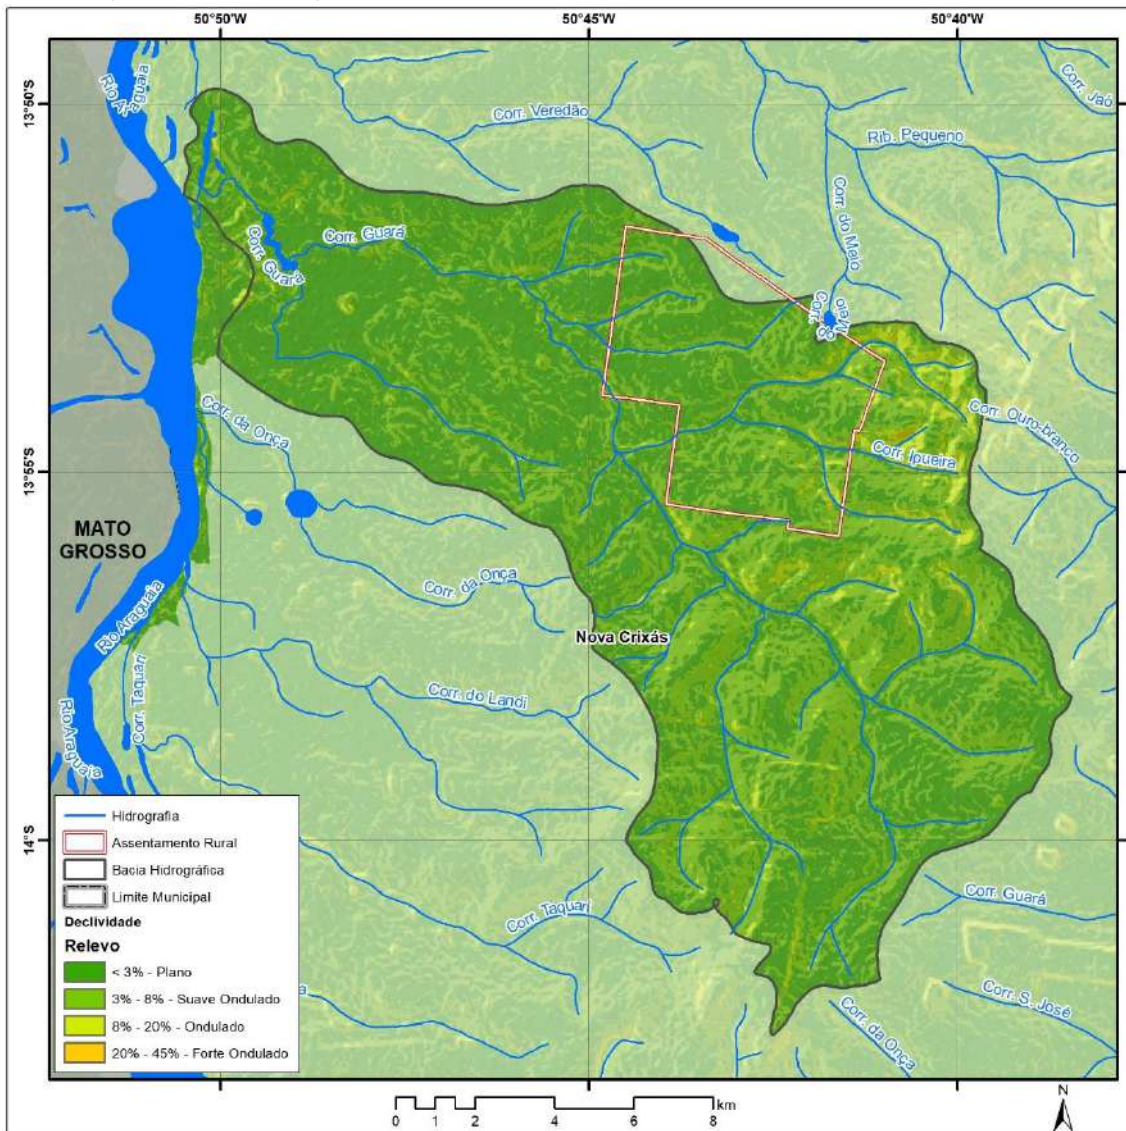 50°50'W
50°45'W
50°40'W
13°50'S
13°55'S
14°S
Rio Araguaia
Corr. Veredão
Corr. Jaó
Rib. Pequeno
Corr. do Meio
Corr. Guará
Corr. Guará
Corr. do Meio
Corr. da Onça
Corr. Ouro-branco
Corr. Ipueira
MATO
GROSSO
Corr. da Onça
Rio Araguaia
Nova Crixás
Corr. Taquari
Corr. do Landi
Rio Araguaia
Corr. Taquari
Corr. Guará
Corr. S. José
Corr. da Onça
Hidrografia
Assentamento Rural
Bacia Hidrográfica
Limite Municipal
Declividade
Relevo
< 3% - Plano
3% - 8% - Suave Ondulado
8% - 20% - Ondulado
20% - 45% - Forte Ondulado
0 1 2 4 6 8 km
N